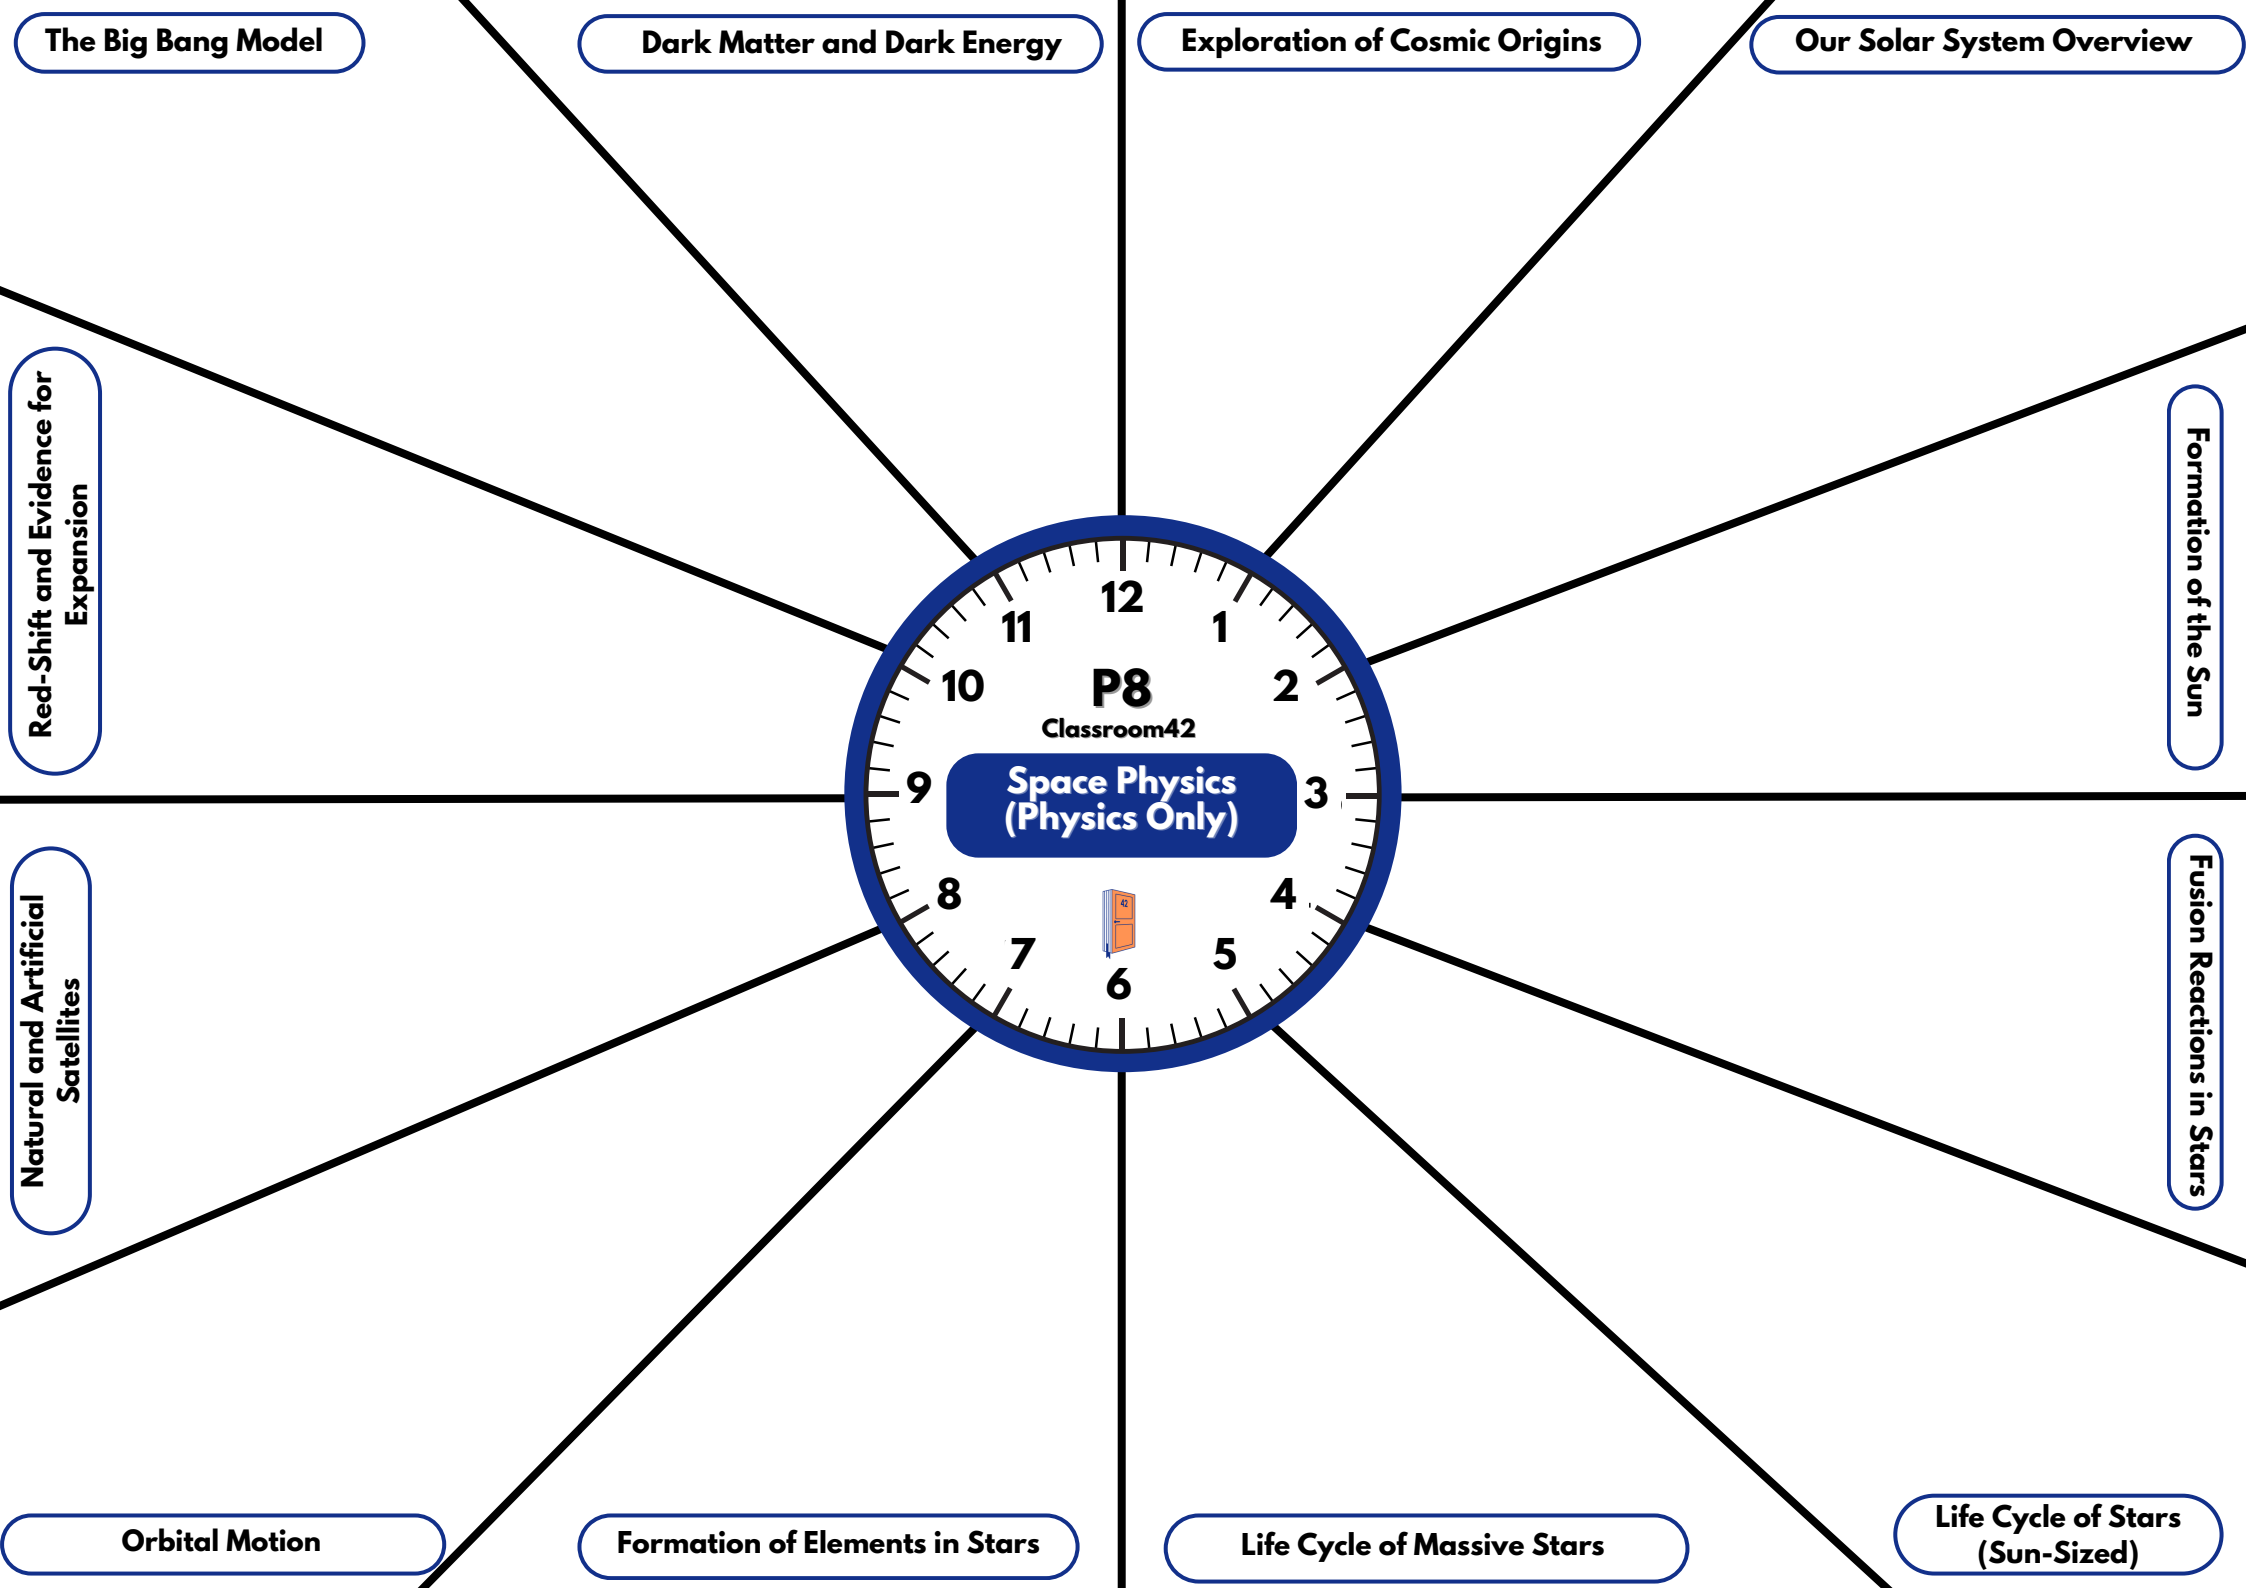 The Big Bang Model
Dark Matter and Dark Energy
Exploration of Cosmic Origins
Our Solar System Overview
Red-Shift and Evidence for
Expansion
Formation of the Sun
12
11
1
10
2
P8
Classroom42
Space Physics
(Physics Only)
9
3
8
4
42
7
5
6
Natural and Artificial
Satellites
Fusion Reactions in Stars
Orbital Motion
Formation of Elements in Stars
Life Cycle of Massive Stars
Life Cycle of Stars
(Sun-Sized)